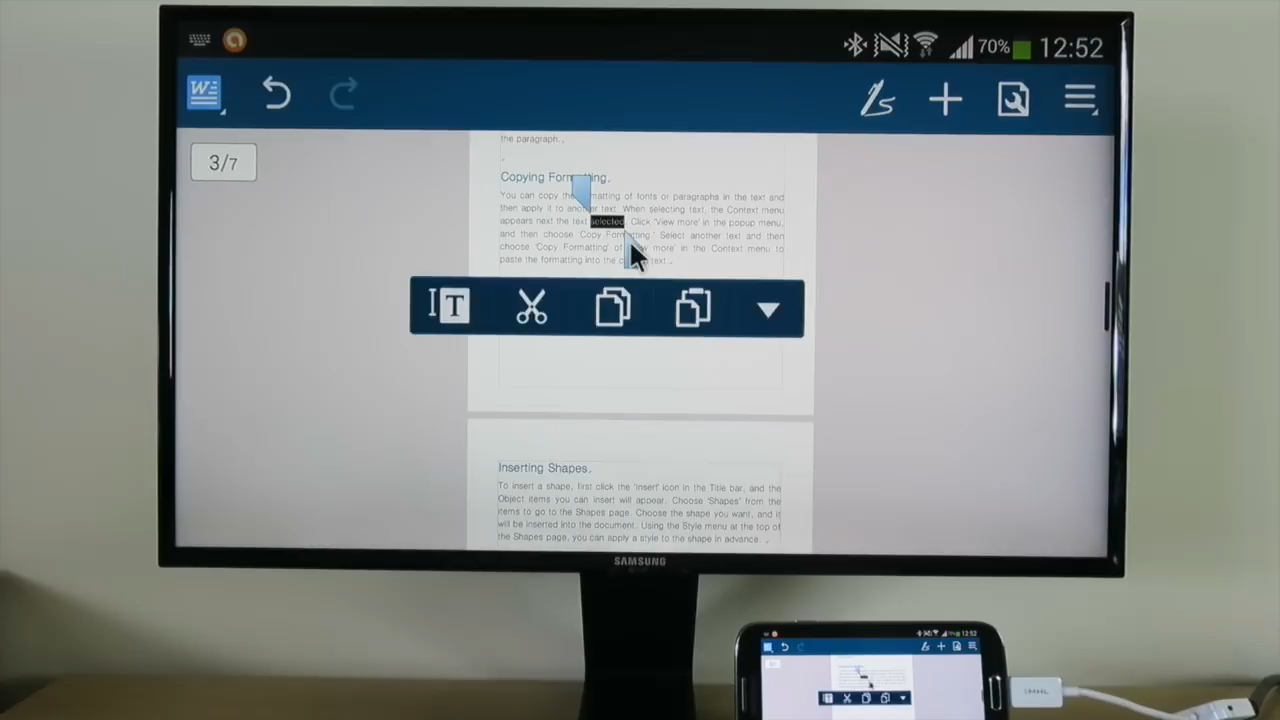 70% 12:52
3/7
the paragraph.
Copying Formatting.
You can copy the formatting of fonts or paragraphs in the text and
then apply it to another text. When selecting text, the Context menu
appears next the text selected. Click 'View more' in the popup menu,
and then choose 'Copy Formatting.' Select another text and then
choose 'Copy Formatting' of 'View more' in the Context menu to
paste the formatting into the text.
T
Inserting Shapes.
To insert a shape, first click the 'Insert' icon in the Title bar, and the
Object items you can insert will appear. Choose 'Shapes' from the
items to go to the Shapes page. Choose the shape you want, and it
will be inserted into the document. Using the Style menu at the top of
the Shapes page, you can apply a style to the shape in advance.
SAMSUNG
12:52
MHL